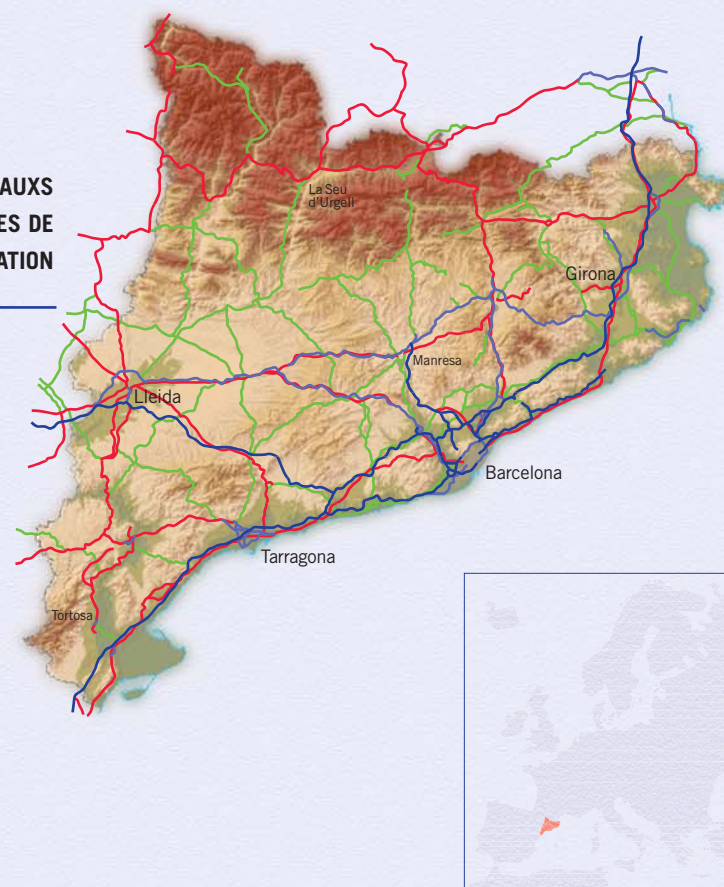 AUXS
ES DE
ATION
La Seu
d'Urgell
Girona
Manresa
Lleida
Barcelona
Tarragona
Tortosa